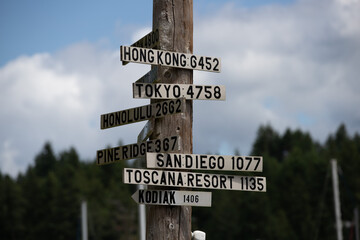 HONG KONG 6452
TOKYO: 4758
HONOLULU 2662
PINE RIDGE 367
SAN DIEGO 1077
TOSCANA RESORT 1135
KODIAK 1406